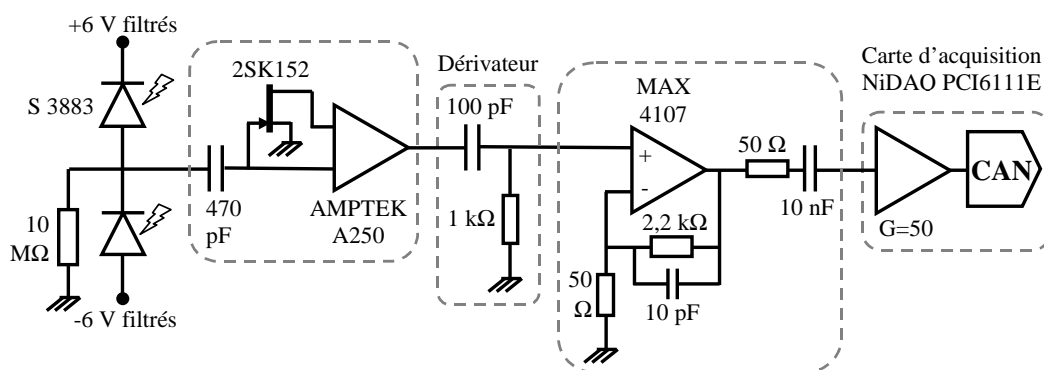 +6 V filtrés
S 3883
10
MΩ
-6 V filtrés
2SK152
470
pF
AMPTEK
A250
Dérivateur
100 pF
1 kΩ
MAX
4107
+
-
2,2 kΩ
50
Ω
10 pF
50 Ω
10 nF
Carte d'acquisition
NiDAO PCI6111E
CAN
G=50